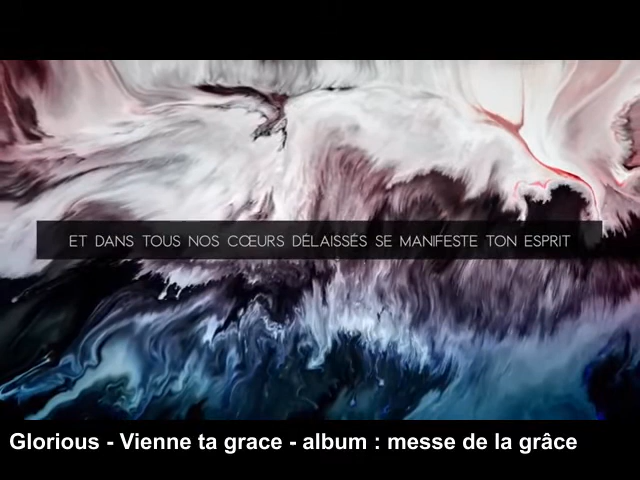 ET DANS TOUS NOS CŒURS DÉLAISSÉS SE MANIFESTE TON ESPRIT
Glorious - Vienne ta grace - album : messe de la grâce